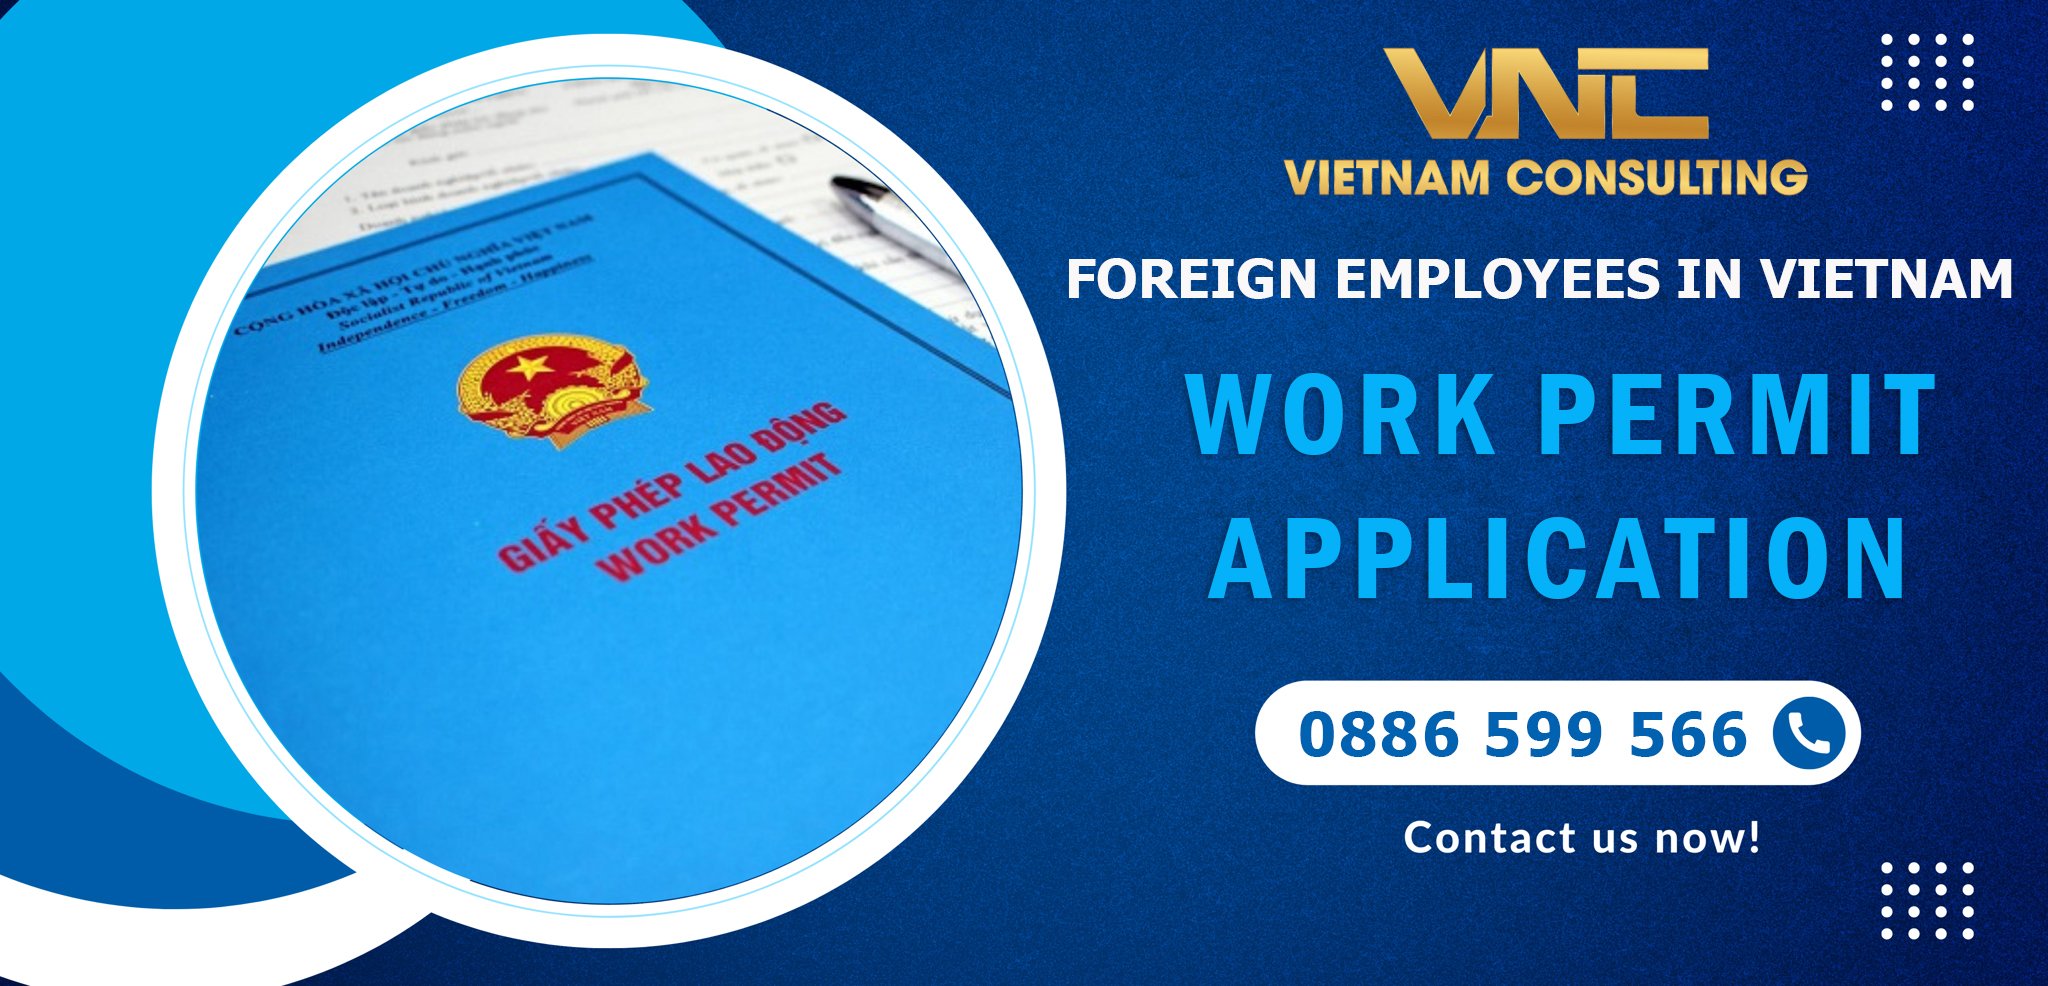 CỘNG HÒA XÃ HỘI CHỦ NGHĨA VIỆT NAM
Độc lập - Tự do - Hạnh phúc
Socialist Republic of Vietnam
Independence - Freedom - Happiness
GIẤY PHÉP LAO ĐỘNG
WORK PERMIT
VNC
VIETNAM CONSULTING
FOREIGN EMPLOYEES IN VIETNAM
WORK PERMIT
APPLICATION
0886 599 566
Contact us now!